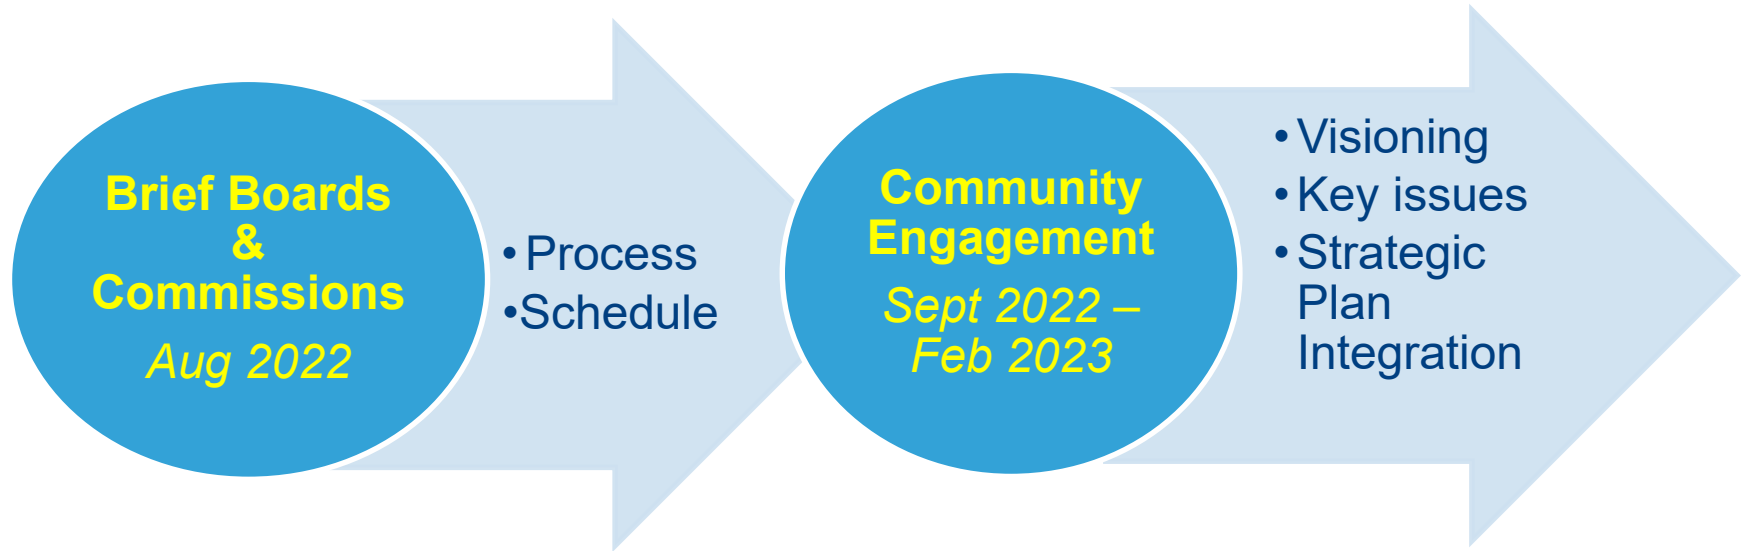 Brief Boards
&
Commissions
Aug 2022
• Process
•Schedule
Community
Engagement
Sept 2022 –
Feb 2023
• Visioning
• Key issues
• Strategic
Plan
Integration